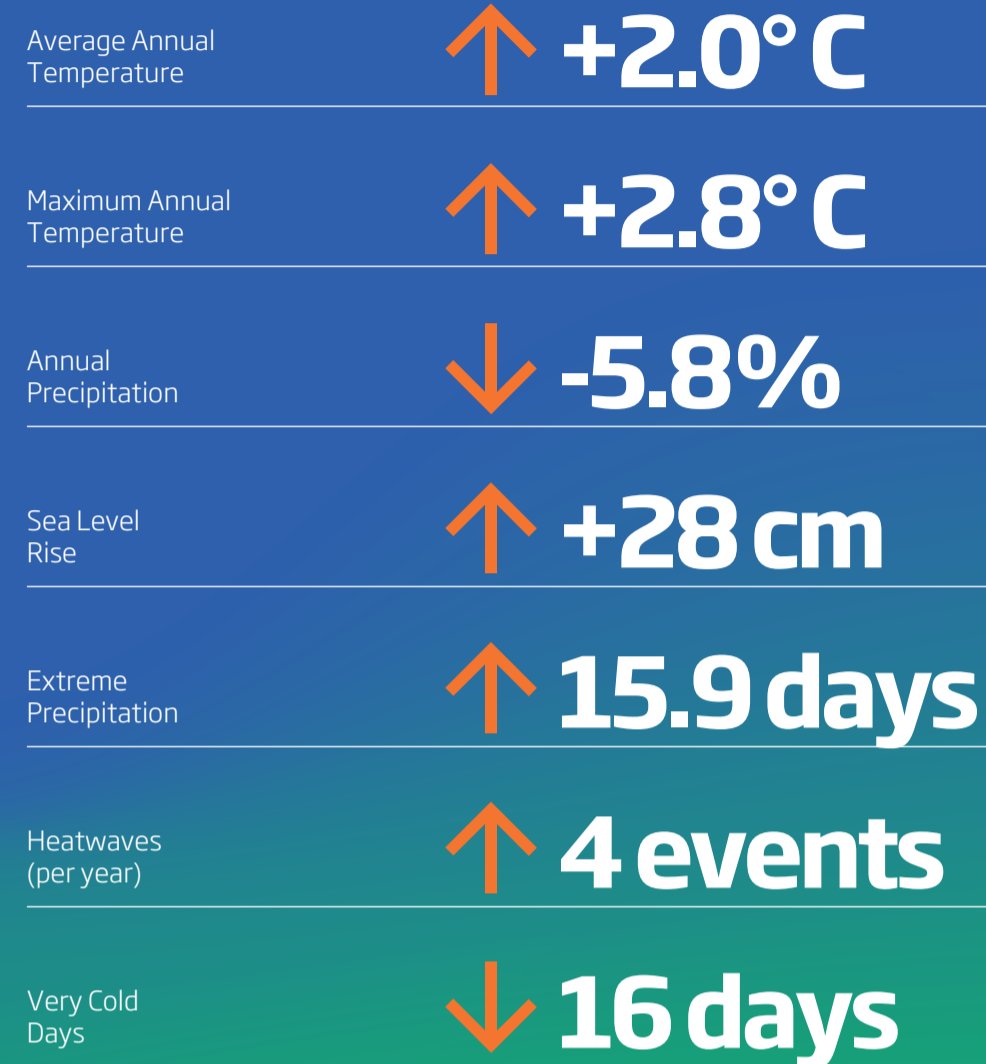 Average Annual
Temperature
+2.0° C
Maximum Annual
Temperature
+2.8° C
Annual
Precipitation
-5.8%
Sea Level
Rise
+28 cm
Extreme
Precipitation
15.9 days
Heatwaves
(per year)
4 events
Very Cold
Days
16 days